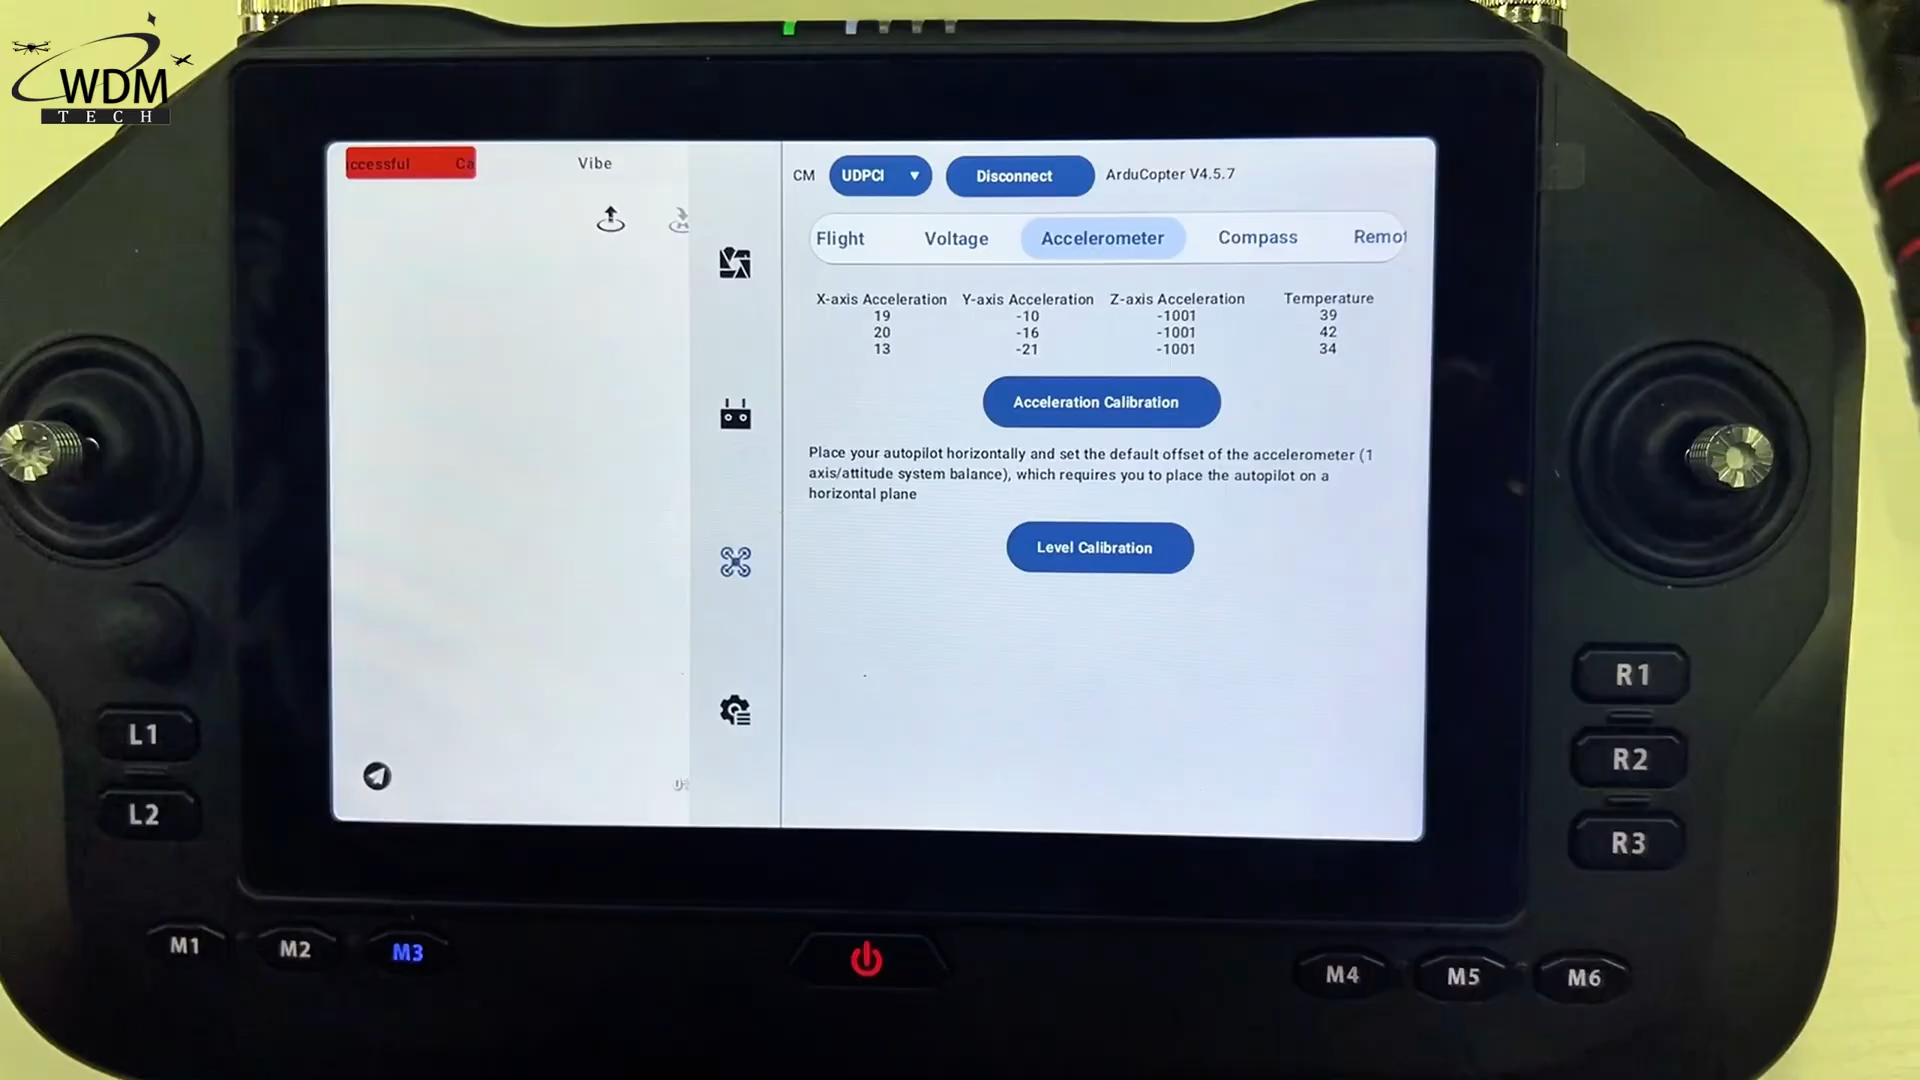 WDM
TECH
ccessful Ca
Vibe
CM
UDPCI
Disconnect
ArduCopter V4.5.7
Flight
Voltage
Accelerometer
Compass
Remot
X-axis Acceleration Y-axis Acceleration Z-axis Acceleration Temperature
19 -10 -1001 39
20 -16 -1001 42
13 -21 -1001 34
Acceleration Calibration
Place your autopilot horizontally and set the default offset of the accelerometer (1
axis/attitude system balance), which requires you to place the autopilot on a
horizontal plane
Level Calibration
L1
L2
R1
R2
R3
M1
M2
M3
M4
M5
M6